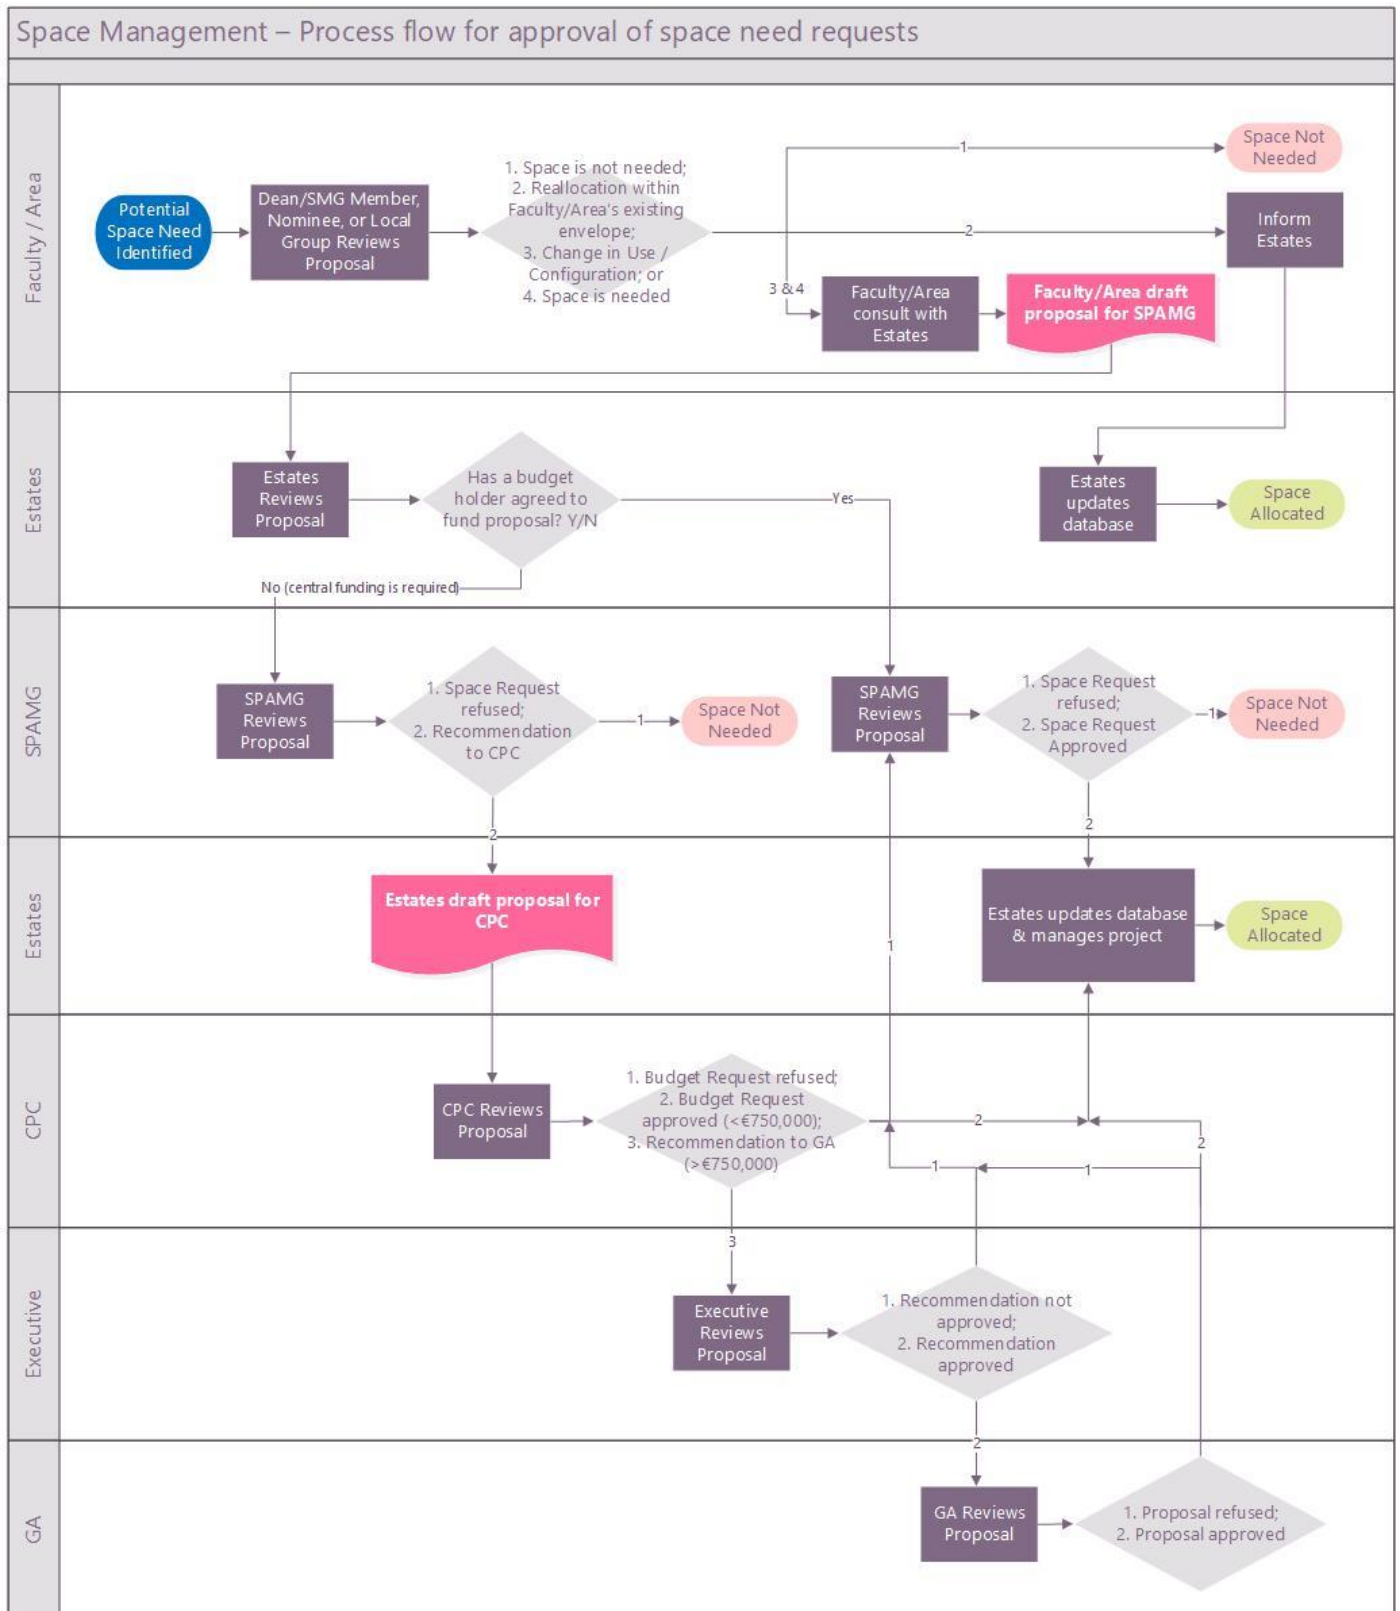 Space Management – Process flow for approval of space need requests
Faculty / Area
Potential
Space Need
Identified
Dean/SMG Member,
Nominee, or Local
Group Reviews
Proposal
1. Space is not needed;
2. Reallocation within
Faculty/Area's existing
envelope;
3. Change in Use /
Configuration; or
4. Space is needed
1
Space Not
Needed
2
Inform
Estates
3 & 4
Faculty/Area
consult with
Estates
Faculty/Area draft
proposal for SPAMG
Estates
Estates
Reviews
Proposal
Has a budget
holder agreed to
fund proposal? Y/N
Yes
Estates
updates
database
Space
Allocated
No (central funding is required)
SPAMG
SPAMG
Reviews
Proposal
1. Space Request
refused;
2. Recommendation
to CPC
1
Space Not
Needed
SPAMG
Reviews
Proposal
1. Space Request
refused;
2. Space Request
Approved
1
Space Not
Needed
2
2
Estates
Estates draft proposal for
CPC
1
Estates updates database
& manages project
Space
Allocated
CPC
CPC Reviews
Proposal
1. Budget Request refused;
2. Budget Request
approved (<€750,000);
3. Recommendation to GA
(>€750,000)
2
2
1
1
3
Executive
Executive
Reviews
Proposal
1. Recommendation not
approved;
2. Recommendation
approved
2
GA
GA Reviews
Proposal
1. Proposal refused;
2. Proposal approved